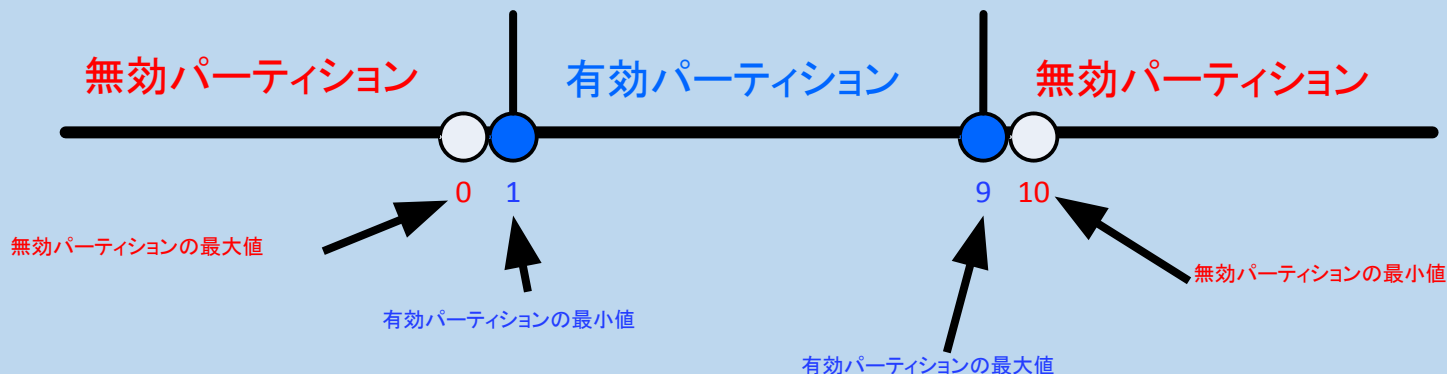 無効パーティション
有効パーティション
無効パーティション
0
1
9
10
無効パーティションの最大値
有効パーティションの最小値
有効パーティションの最大値
無効パーティションの最小値